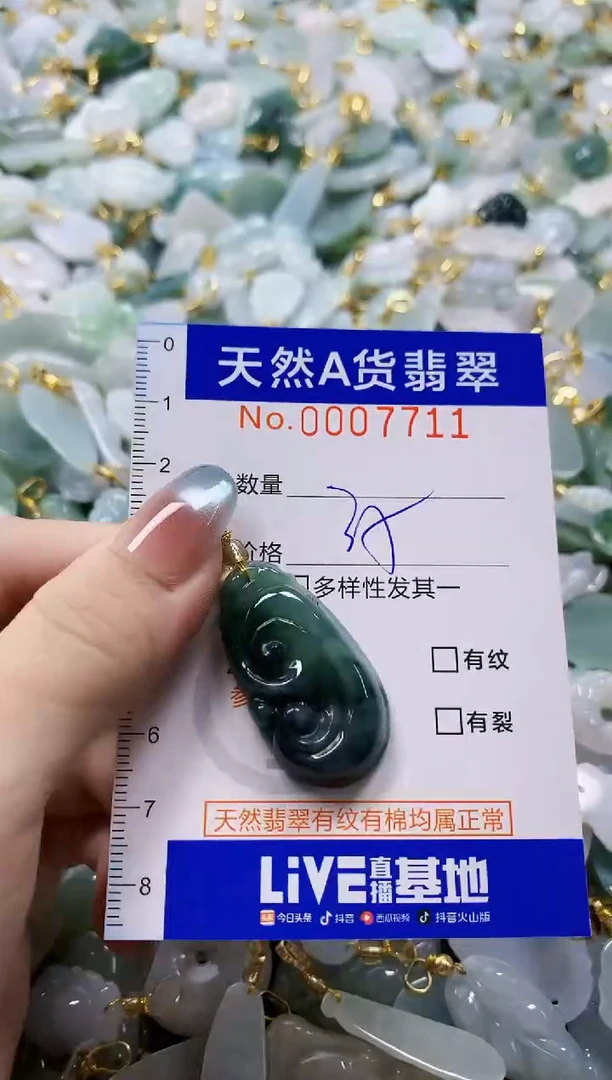 天然A货翡翠
No.0007711
数量
价格
多样性发其一
有纹
有裂
天然翡翠有纹有棉均属正常
LiVE直播基地
今日头条 抖音 西瓜视频 抖音火山版
0
1
2
6
7
8